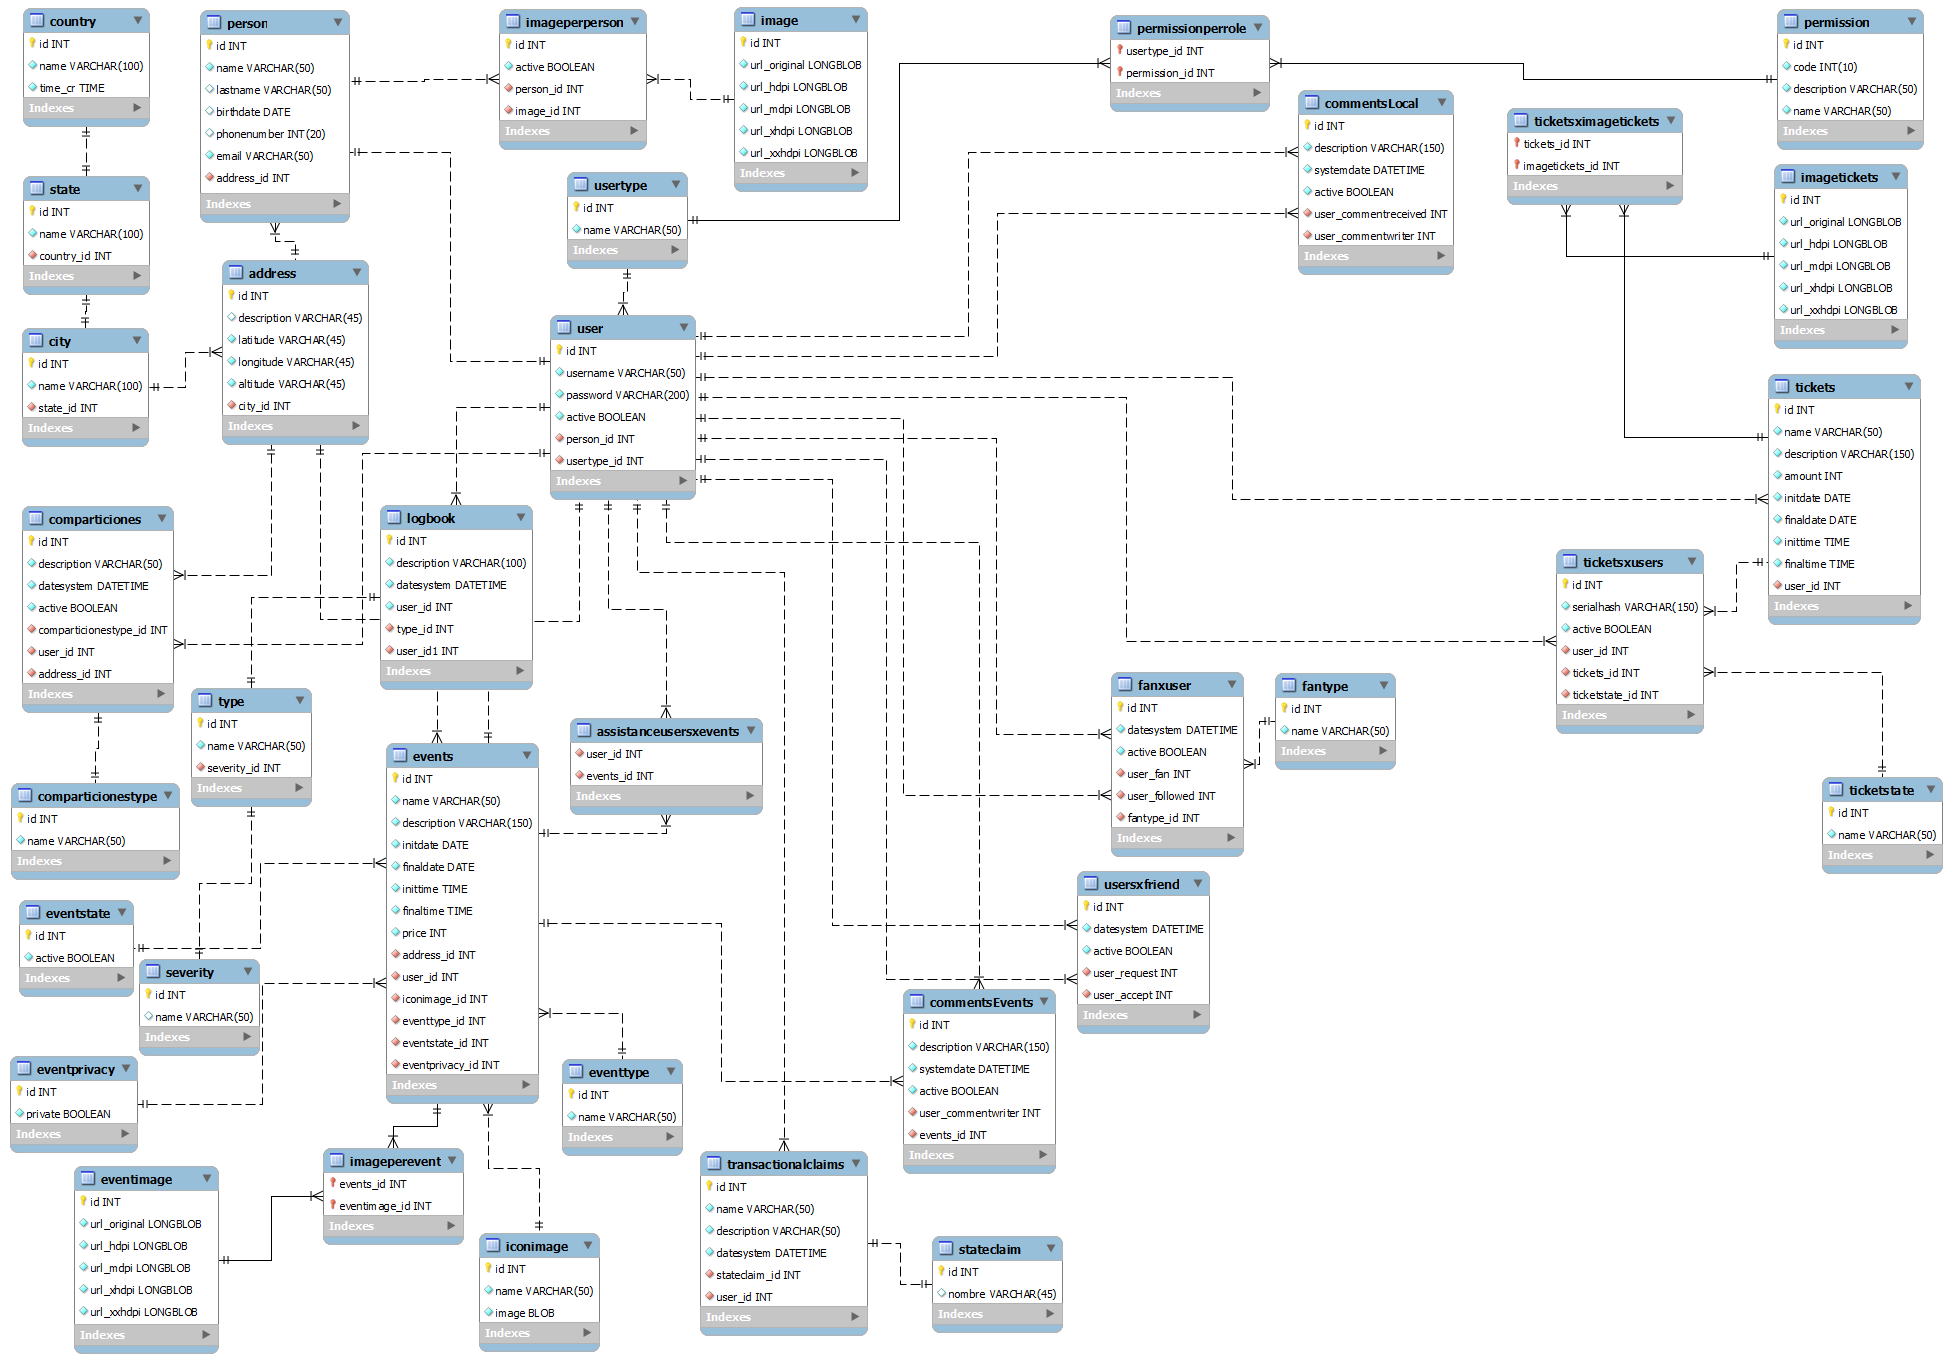 country
id INT
name VARCHAR(100)
time_cr TIME
Indexes
person
id INT
name VARCHAR(50)
lastname VARCHAR(50)
birthdate DATE
phonenumber INT(20)
email VARCHAR(50)
address_id INT
Indexes
imageperperson
id INT
active BOOLEAN
person_id INT
image_id INT
Indexes
image
id INT
url_original LONGBLOB
url_hdpi LONGBLOB
url_mdpi LONGBLOB
url_xhdpi LONGBLOB
url_xxhdpi LONGBLOB
Indexes
permissionperrole
usertype_id INT
permission_id INT
Indexes
permission
id INT
code INT(10)
description VARCHAR(50)
name VARCHAR(50)
Indexes
commentsLocal
id INT
description VARCHAR(150)
systemdate DATETIME
active BOOLEAN
user_commentreceived INT
user_commentwriter INT
Indexes
ticketsximagetickets
tickets_id INT
imagetickets_id INT
Indexes
imagetickets
id INT
url_original LONGBLOB
url_hdpi LONGBLOB
url_mdpi LONGBLOB
url_xhdpi LONGBLOB
url_xxhdpi LONGBLOB
Indexes
state
id INT
name VARCHAR(100)
country_id INT
Indexes
usertype
id INT
name VARCHAR(50)
Indexes
address
id INT
description VARCHAR(45)
latitude VARCHAR(45)
longitude VARCHAR(45)
altitude VARCHAR(45)
city_id INT
Indexes
city
id INT
name VARCHAR(100)
state_id INT
Indexes
user
id INT
username VARCHAR(50)
password VARCHAR(200)
active BOOLEAN
person_id INT
usertype_id INT
Indexes
tickets
id INT
name VARCHAR(50)
description VARCHAR(150)
amount INT
initdate DATE
finaldate DATE
inittime TIME
finaltime TIME
user_id INT
Indexes
comparticiones
id INT
description VARCHAR(50)
datesystem DATETIME
active BOOLEAN
comparticionestype_id INT
user_id INT
address_id INT
Indexes
logbook
id INT
description VARCHAR(100)
datesystem DATETIME
user_id INT
type_id INT
user_id1 INT
Indexes
ticketsxusers
id INT
serialhash VARCHAR(150)
active BOOLEAN
user_id INT
tickets_id INT
ticketstate_id INT
Indexes
type
id INT
name VARCHAR(50)
severity_id INT
Indexes
fanxuser
id INT
datesystem DATETIME
active BOOLEAN
user_fan INT
user_followed INT
fantype_id INT
Indexes
fantype
id INT
name VARCHAR(50)
Indexes
assistanceusersxevents
user_id INT
events_id INT
Indexes
events
id INT
name VARCHAR(50)
description VARCHAR(150)
initdate DATE
finaldate DATE
inittime TIME
finaltime TIME
price INT
address_id INT
user_id INT
iconimage_id INT
eventtype_id INT
eventstate_id INT
eventprivacy_id INT
Indexes
comparticionestype
id INT
name VARCHAR(50)
Indexes
ticketstate
id INT
name VARCHAR(50)
Indexes
usersxfriend
id INT
datesystem DATETIME
active BOOLEAN
user_request INT
user_accept INT
Indexes
eventstate
id INT
active BOOLEAN
Indexes
severity
id INT
name VARCHAR(50)
Indexes
commentsEvents
id INT
description VARCHAR(150)
systemdate DATETIME
active BOOLEAN
user_commentwriter INT
events_id INT
Indexes
eventprivacy
id INT
private BOOLEAN
Indexes
eventtype
id INT
name VARCHAR(50)
Indexes
imageperevent
events_id INT
eventimage_id INT
Indexes
transactionalclaims
id INT
name VARCHAR(50)
description VARCHAR(50)
datesystem DATETIME
stateclaim_id INT
user_id INT
Indexes
eventimage
id INT
url_original LONGBLOB
url_hdpi LONGBLOB
url_mdpi LONGBLOB
url_xhdpi LONGBLOB
url_xxhdpi LONGBLOB
Indexes
iconimage
id INT
name VARCHAR(50)
image BLOB
Indexes
stateclaim
id INT
nombre VARCHAR(45)
Indexes